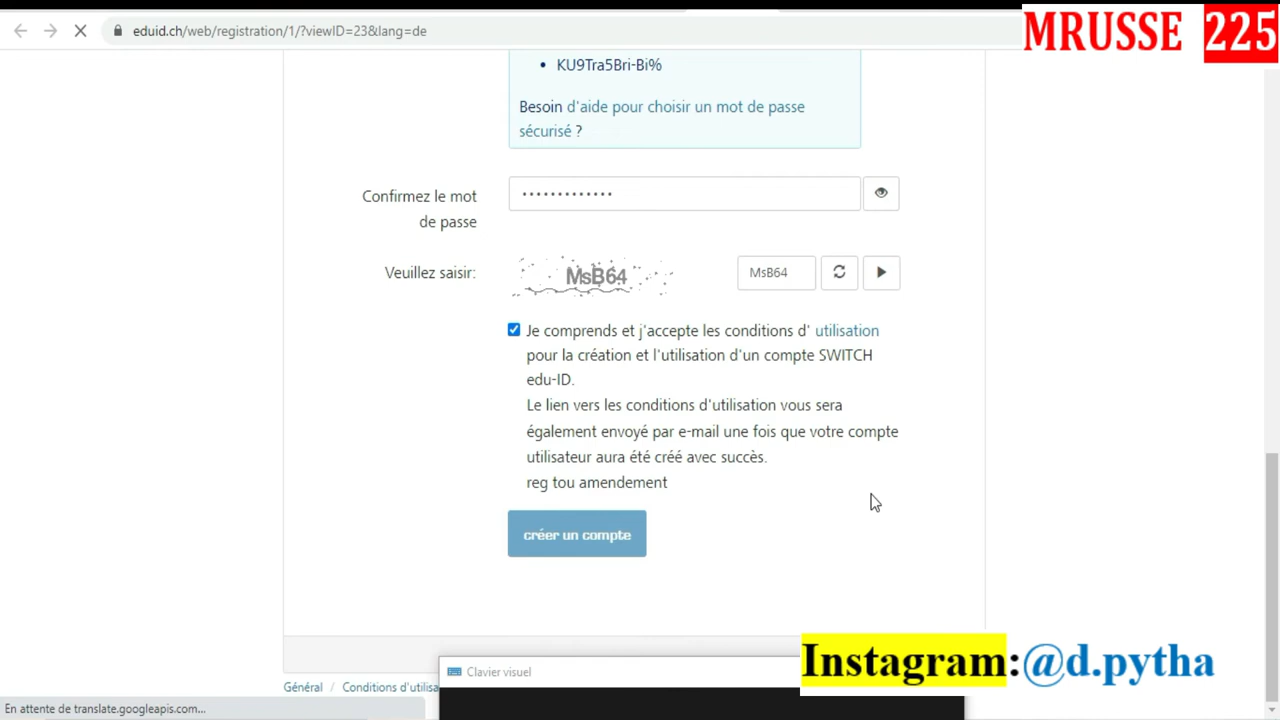 eduid.ch/web/registration/1/?viewID=23&lang=de
MRUSSE 225
• KU9Tra5Bri-Bi%
Besoin d'aide pour choisir un mot de passe
sécurisé ?
Confirmez le mot
de passe
Veuillez saisir:
MsB64
MsB64
Je comprends et j'accepte les conditions d' utilisation
pour la création et l'utilisation d'un compte SWITCH
edu-ID.
Le lien vers les conditions d'utilisation vous sera
également envoyé par e-mail une fois que votre compte
utilisateur aura été créé avec succès.
reg tou amendement
créer un compte
Instagram:@d.pytha
Clavier visuel
Général / Conditions d'utilisa
En attente de translate.googleapis.com...